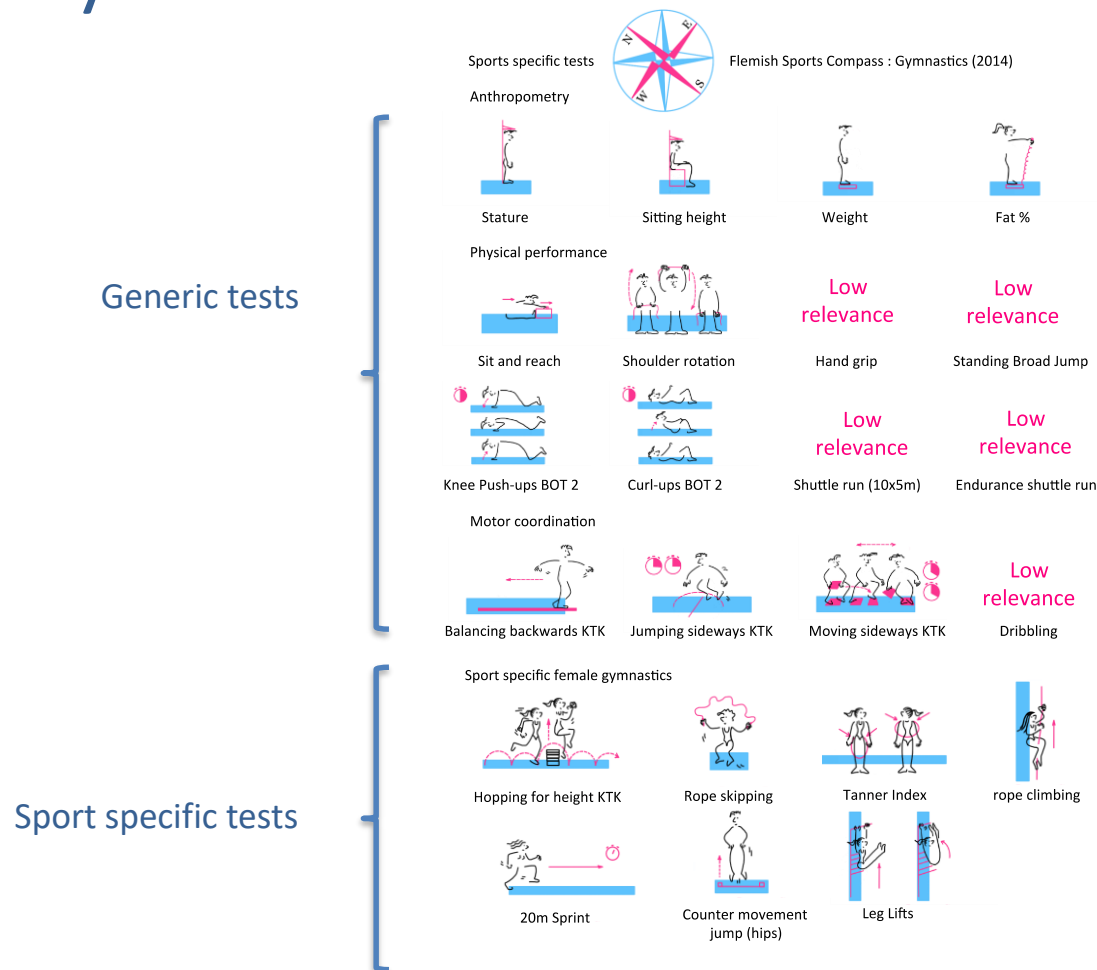 Sports specific tests
N
E
S
W
Flemish Sports Compass : Gymnastics (2014)
Anthropometry
Stature
Sitting height
Weight
Fat %
Generic tests
Physical performance
Low
relevance
Low
relevance
Sit and reach
Shoulder rotation
Hand grip
Standing Broad Jump
Low
relevance
Low
relevance
Knee Push-ups BOT 2
Curl-ups BOT 2
Shuttle run (10x5m)
Endurance shuttle run
Motor coordination
Low
relevance
Balancing backwards KTK
Jumping sideways KTK
Moving sideways KTK
Dribbling
Sport specific female gymnastics
Sport specific tests
Hopping for height KTK
Rope skipping
Tanner Index
rope climbing
20m Sprint
Counter movement
jump (hips)
Leg Lifts